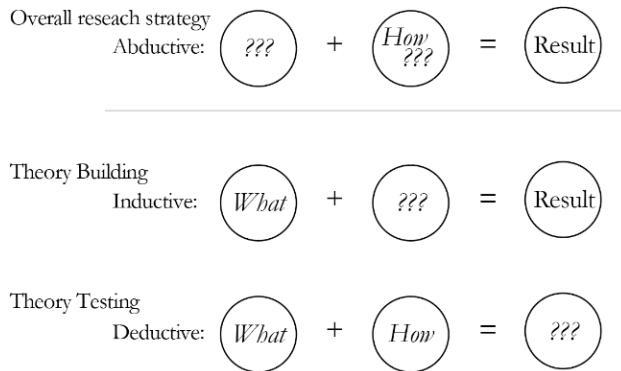 Overall reseach strategy
Abductive: ??? + How ??? = Result
Theory Building
Inductive: What + ??? = Result
Theory Testing
Deductive: What + How = ???